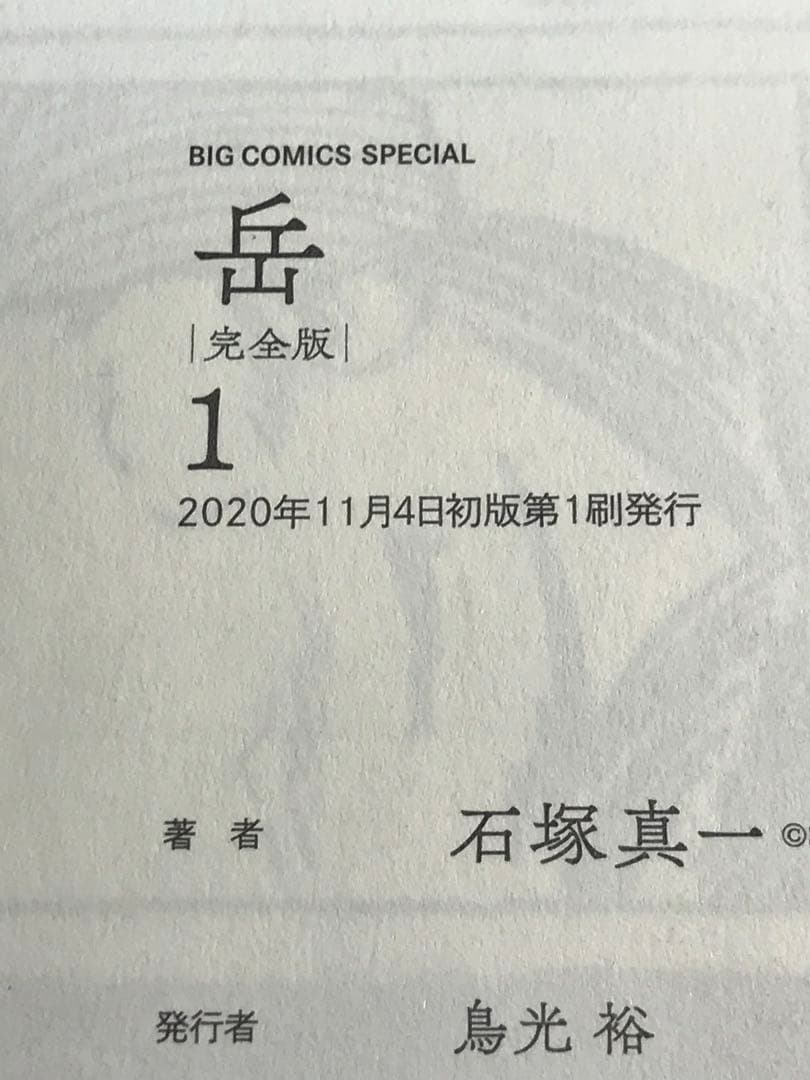 BIG COMICS SPECIAL
岳
|完全版|
1
2020年11月4日初版第1刷発行
著 者 石塚真一 ©
発行者 鳥光 裕